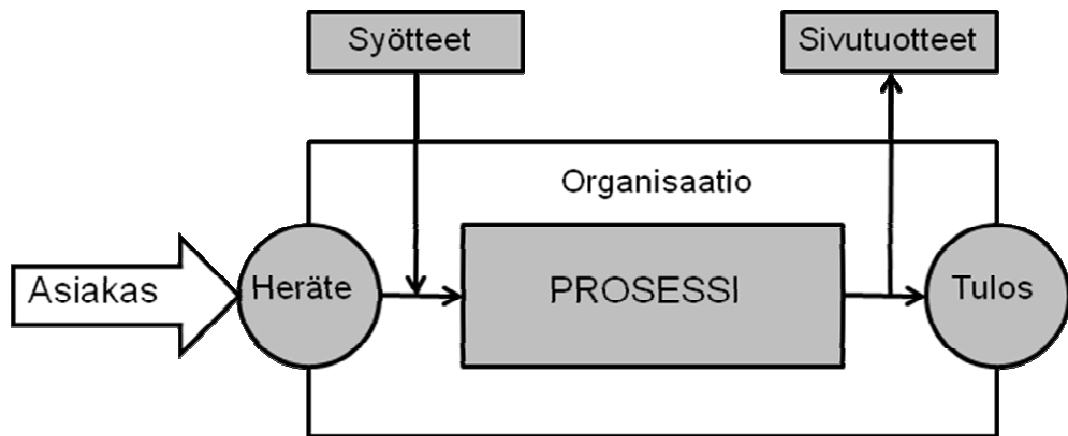 Syötteet
Sivutuotteet
Organisaatio
Asiakas
Heräte
PROSESSI
Tulos